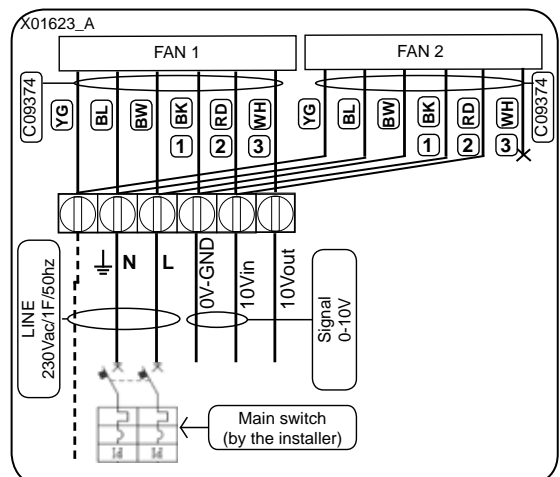 X01623_A
FAN 1
FAN 2
C09374
YG
BL
BW
BK
RD
WH
1
2
3
YG
BL
BW
BK
RD
WH
1
2
3
C09374
N
L
0V-GND
10Vin
10Vout
LINE
230Vac/1F/50hz
Signal
0-10V
Main switch
(by the installer)